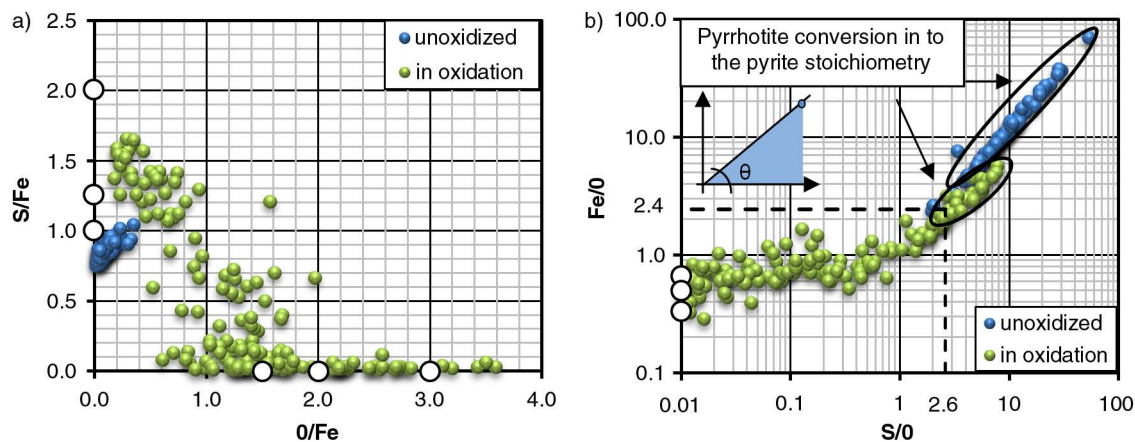 a)
2.5
2.0
1.5
1.0
0.5
0.0
S/Fe
0.0 1.0 2.0 3.0 4.0
0/Fe
unoxidized
in oxidation
b)
100.0
10.0
2.4
1.0
0.1
Fe/0
Pyrrhotite conversion in to
the pyrite stoichiometry
θ
unoxidized
in oxidation
0.01 0.1 1 2.6 10 100
S/0